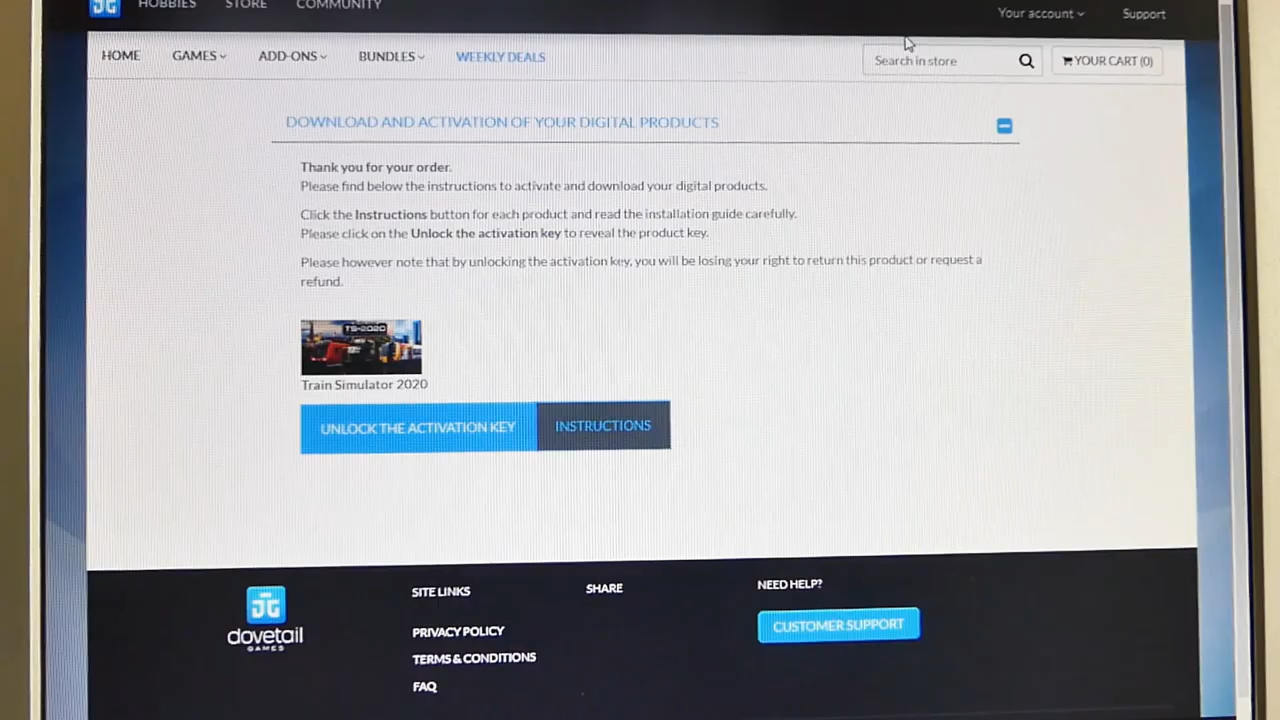 HOBBIES STORE COMMUNITY Your account Support
HOME GAMES ADD-ONS BUNDLES WEEKLY DEALS Search in store YOUR CART (0)
DOWNLOAD AND ACTIVATION OF YOUR DIGITAL PRODUCTS
Thank you for your order.
Please find below the instructions to activate and download your digital products.
Click the Instructions button for each product and read the installation guide carefully.
Please click on the Unlock the activation key to reveal the product key.
Please however note that by unlocking the activation key, you will be losing your right to return this product or request a
refund.
TS-2020
Train Simulator 2020
UNLOCK THE ACTIVATION KEY INSTRUCTIONS
dovetail
GAMES
SITE LINKS
PRIVACY POLICY
TERMS & CONDITIONS
FAQ
SHARE
NEED HELP?
CUSTOMER SUPPORT